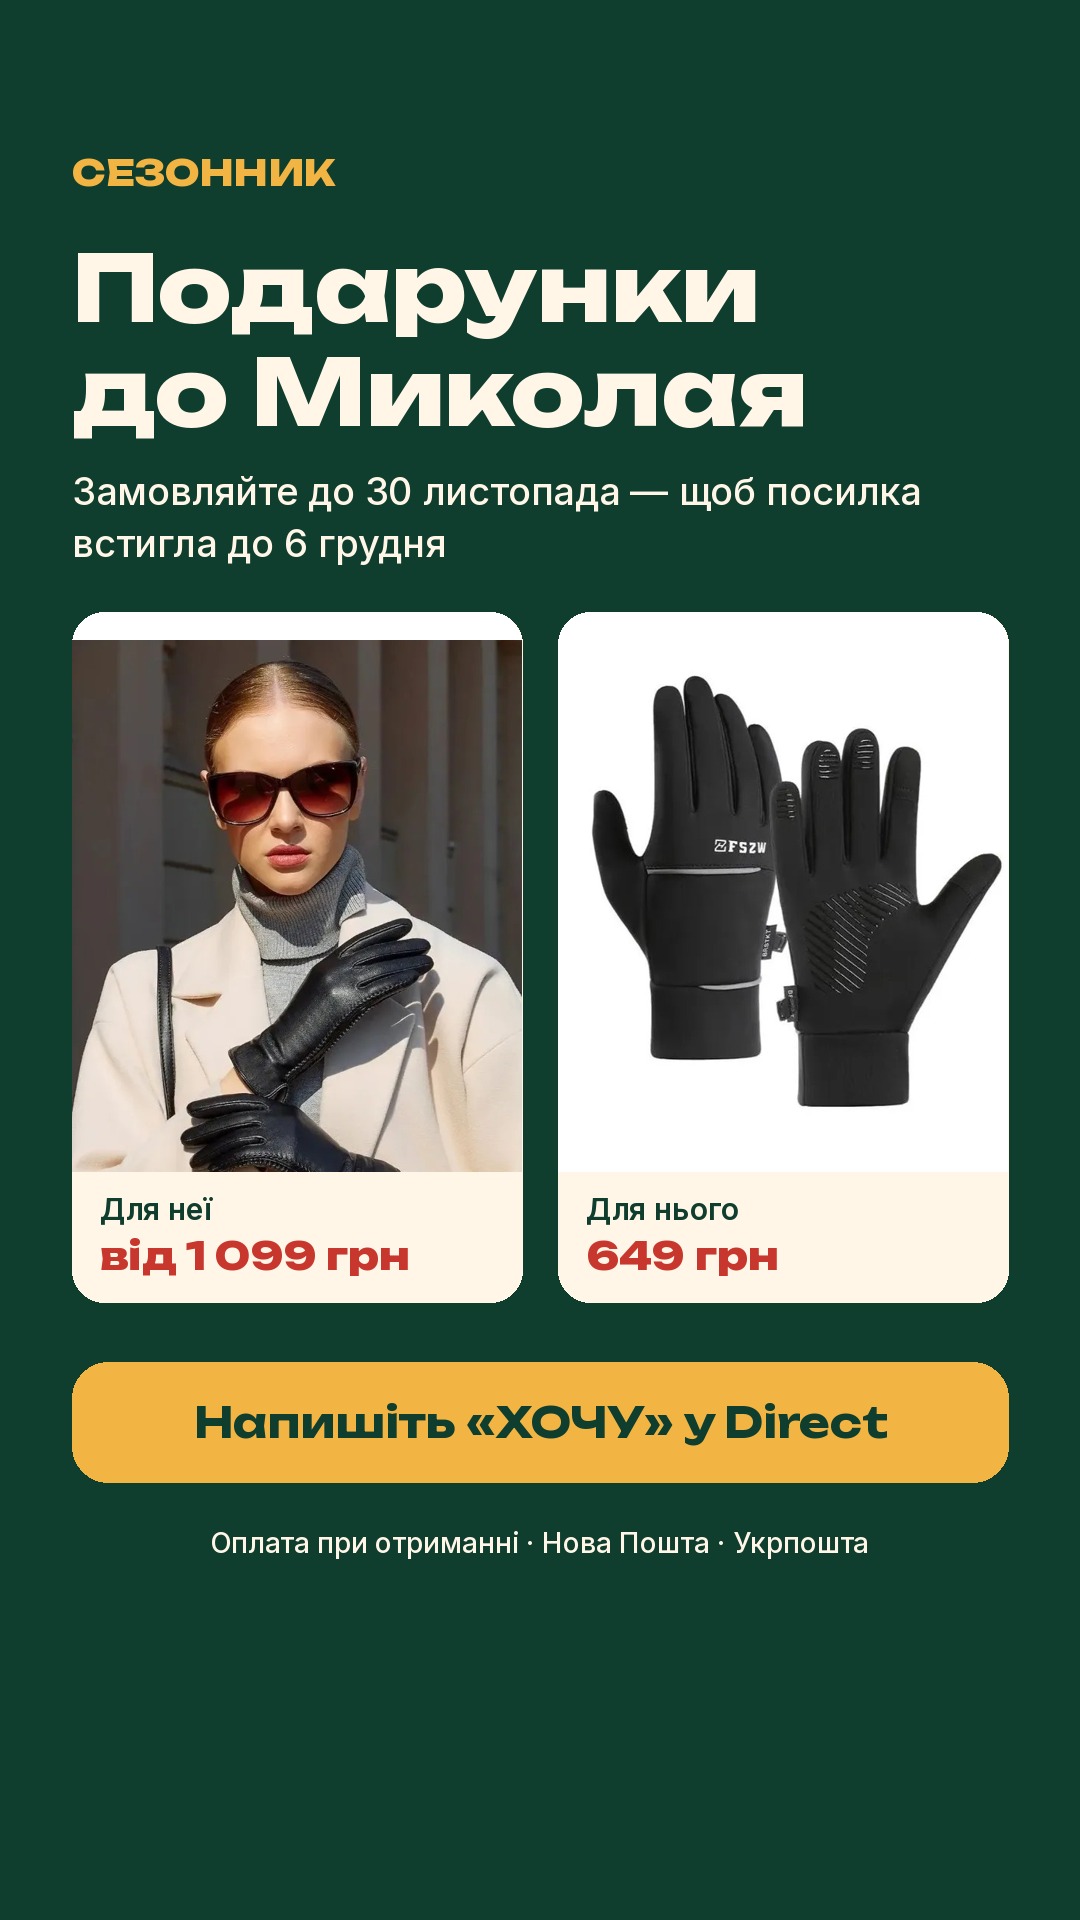 СЕЗОННИК
Подарунки
до Миколая
Замовляйте до 30 листопада — щоб посилка
встигла до 6 грудня
FSZW
Для неї
від 1 099 грн
Для нього
649 грн
Напишіть «ХОЧУ» у Direct
Оплата при отриманні · Нова Пошта · Укрпошта